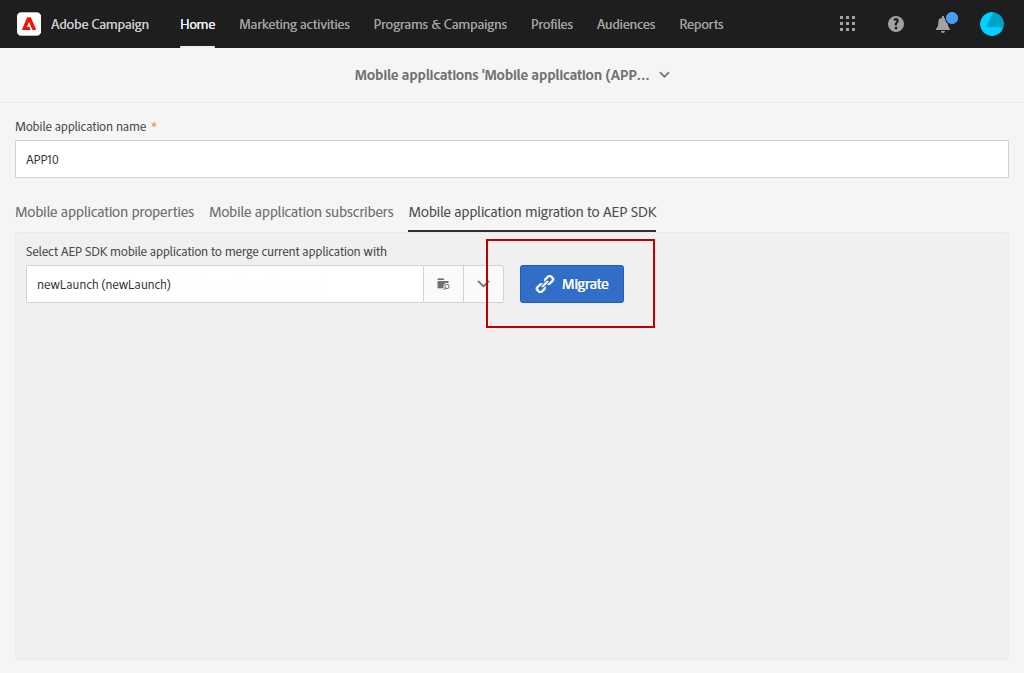 Adobe Campaign Home Marketing activities Programs & Campaigns Profiles Audiences Reports
Mobile applications 'Mobile application (APP...
Mobile application name *
APP10
Mobile application properties Mobile application subscribers Mobile application migration to AEP SDK
Select AEP SDK mobile application to merge current application with
newLaunch (newLaunch) Migrate